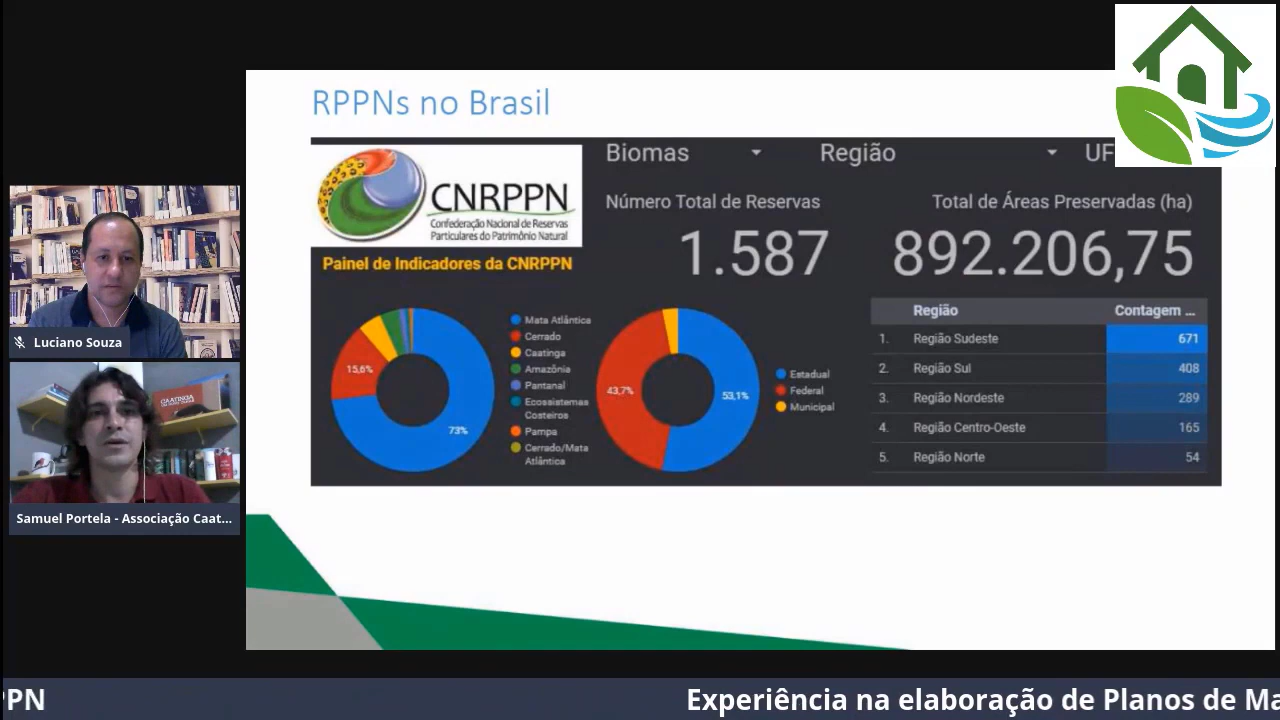 RPPNs no Brasil
CNRPPN
Confederação Nacional de Reservas
Particulares do Patrimônio Natural
Painel de Indicadores da CNRPPN
Biomas
Região
UF
Número Total de Reservas
1.587
Total de Áreas Preservadas (ha)
892.206,75
15,6%
73%
Mata Atlântica
Cerrado
Caatinga
Amazônia
Pantanal
Ecossistemas
Costeiros
Pampa
Cerrado/Mata
Atlântica
43,7%
53,1%
Estadual
Federal
Municipal
Região Contagem ...
1. Região Sudeste 671
2. Região Sul 408
3. Região Nordeste 289
4. Região Centro-Oeste 165
5. Região Norte 54
Luciano Souza
CAATINGA
Samuel Portela - Associação Caat...
PPN
Experiência na elaboração de Planos de Ma